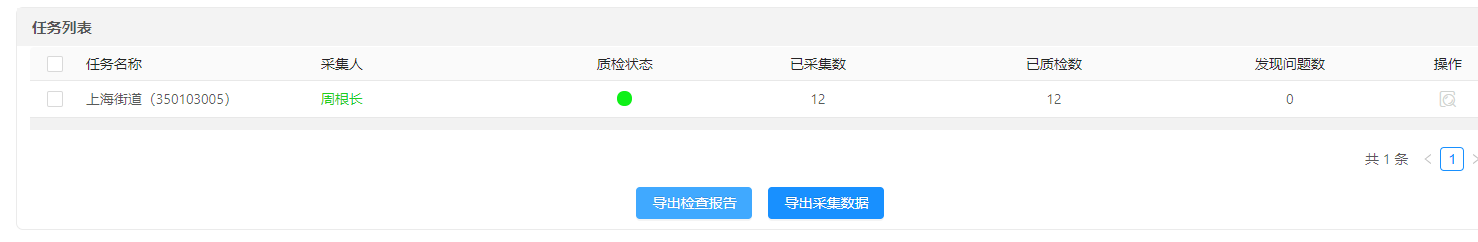 任务列表
任务名称 采集人 质检状态 已采集数 已质检数 发现问题数 操作
上海街道（350103005） 周根长 12 12 0
共 1 条 1
导出检查报告 导出采集数据